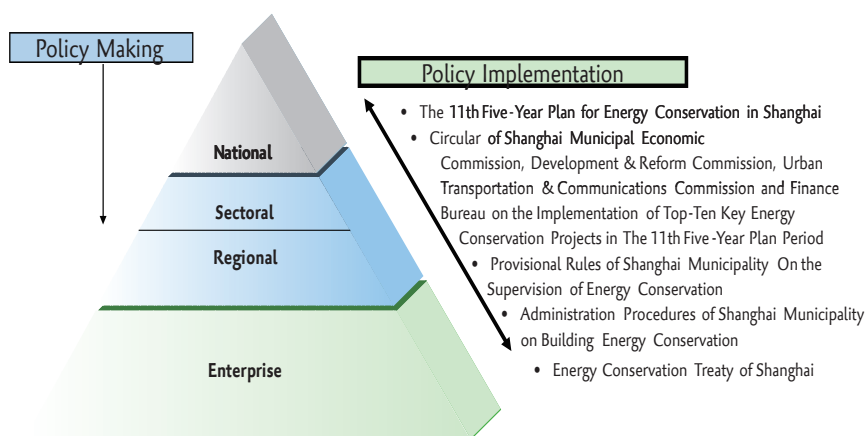 Policy Making
Policy Implementation
• The 11th Five-Year Plan for Energy Conservation in Shanghai
• Circular of Shanghai Municipal Economic
Commission, Development & Reform Commission, Urban
Transportation & Communications Commission and Finance
Bureau on the Implementation of Top-Ten Key Energy
Conservation Projects in The 11th Five-Year Plan Period
• Provisional Rules of Shanghai Municipality On the
Supervision of Energy Conservation
• Administration Procedures of Shanghai Municipality
on Building Energy Conservation
• Energy Conservation Treaty of Shanghai
National
Sectoral
Regional
Enterprise